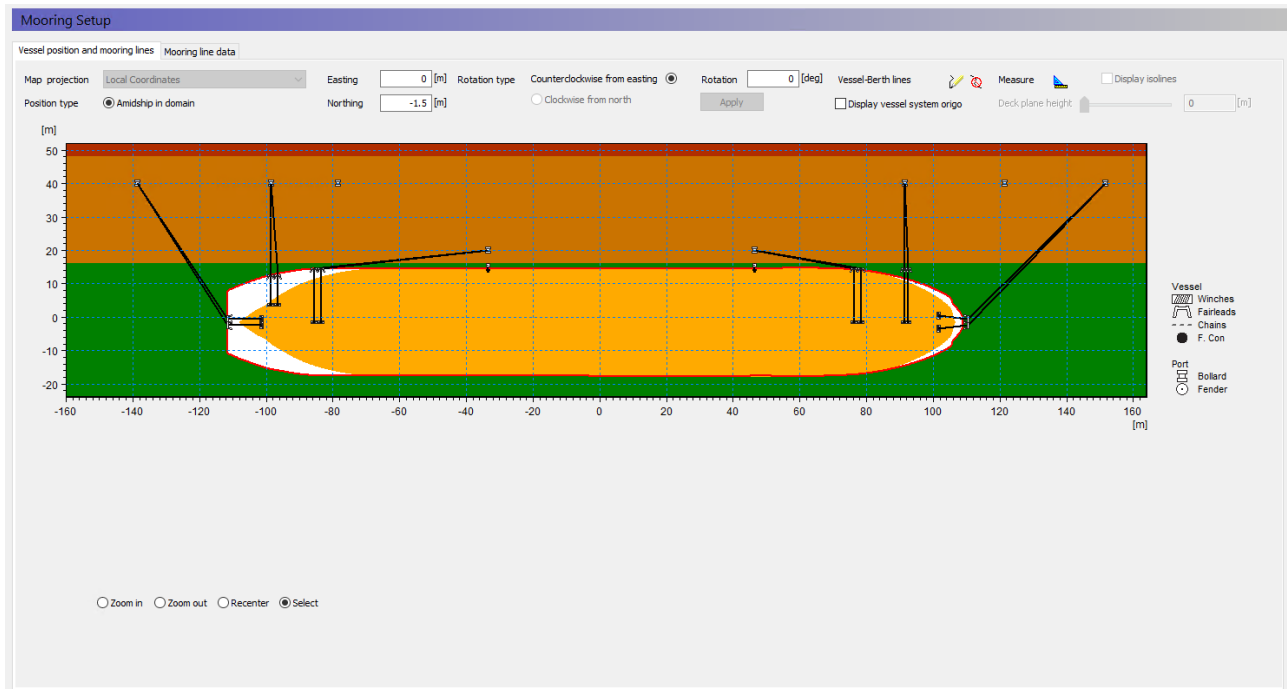 Mooring Setup
Vessel position and mooring lines Mooring line data
Map projection Local Coordinates Easting 0 [m] Rotation type Counterclockwise from easting Rotation 0 [deg] Vessel-Berth lines Measure Display isolines
Position type Amidship in domain Northing -1.5 [m] Clockwise from north Apply Display vessel system origo Deck plane height 0 [m]
[m]
50
40
30
20
10
0
-10
-20
-160 -140 -120 -100 -80 -60 -40 -20 0 20 40 60 80 100 120 140 160
[m]
Vessel
Winches
Fairleads
Chains
F. Con
Port
Bollard
Fender
Zoom in Zoom out Recenter Select